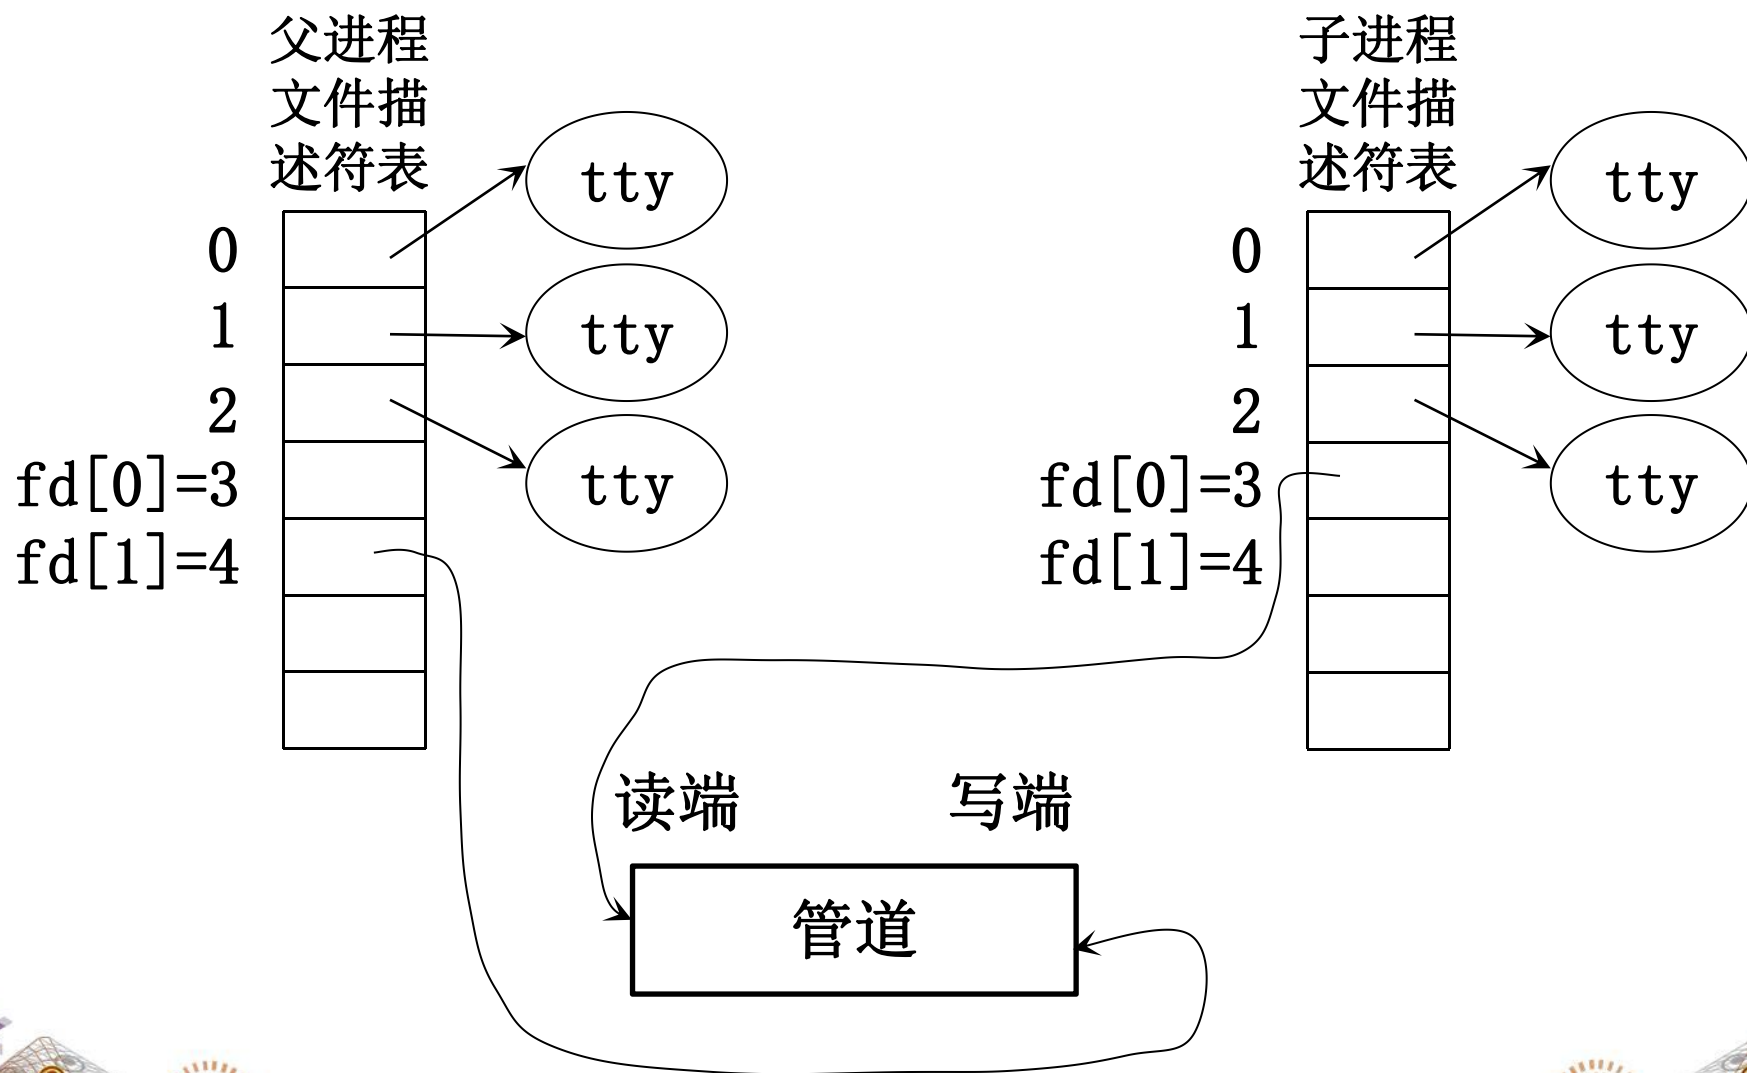 父进程
文件描
述符表
0
1
2
fd[0]=3
fd[1]=4
tty
tty
tty
子进程
文件描
述符表
0
1
2
fd[0]=3
fd[1]=4
tty
tty
tty
读端
写端
管道